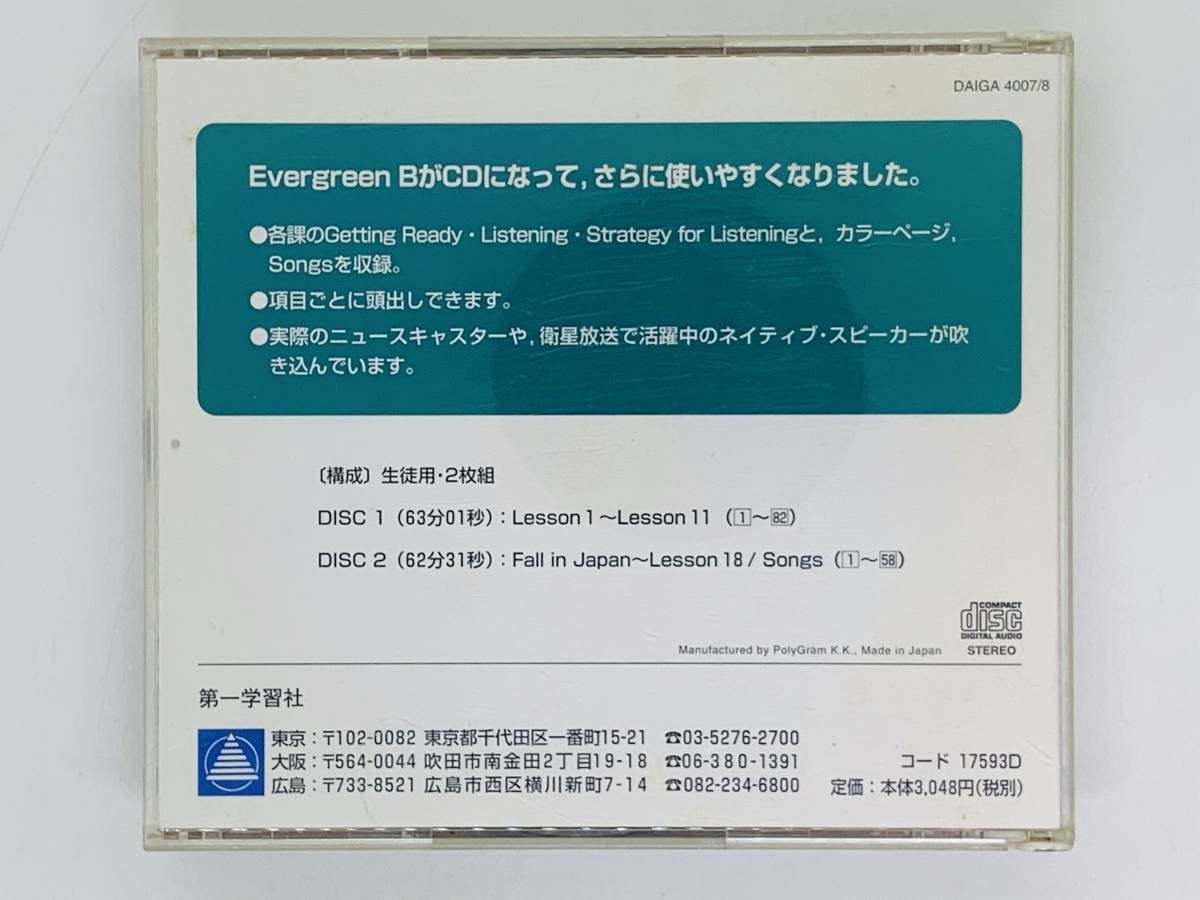 DAIGA 4007/8
Evergreen BがCDになって，さらに使いやすくなりました。
●各課のGetting Ready・Listening・Strategy for Listeningと，カラーページ，
Songsを収録。
●項目ごとに頭出しできます。
●実際のニュースキャスターや，衛星放送で活躍中のネイティブ・スピーカーが吹
き込んでいます。
〔構成〕生徒用・2枚組
DISC 1（63分01秒）：Lesson 1〜Lesson 11（1〜82）
DISC 2（62分31秒）：Fall in Japan〜Lesson 18 / Songs（1〜58）
COMPACT
disc
DIGITAL AUDIO
Manufactured by PolyGram K.K., Made in Japan
STEREO
第一学習社
東京：〒102-0082 東京都千代田区一番町15-21 ☎03-5276-2700
大阪：〒564-0044 吹田市南金田2丁目19-18 ☎06-380-1391
広島：〒733-8521 広島市西区横川新町7-14 ☎082-234-6800
コード 17593D
定価：本体3,048円(税別)